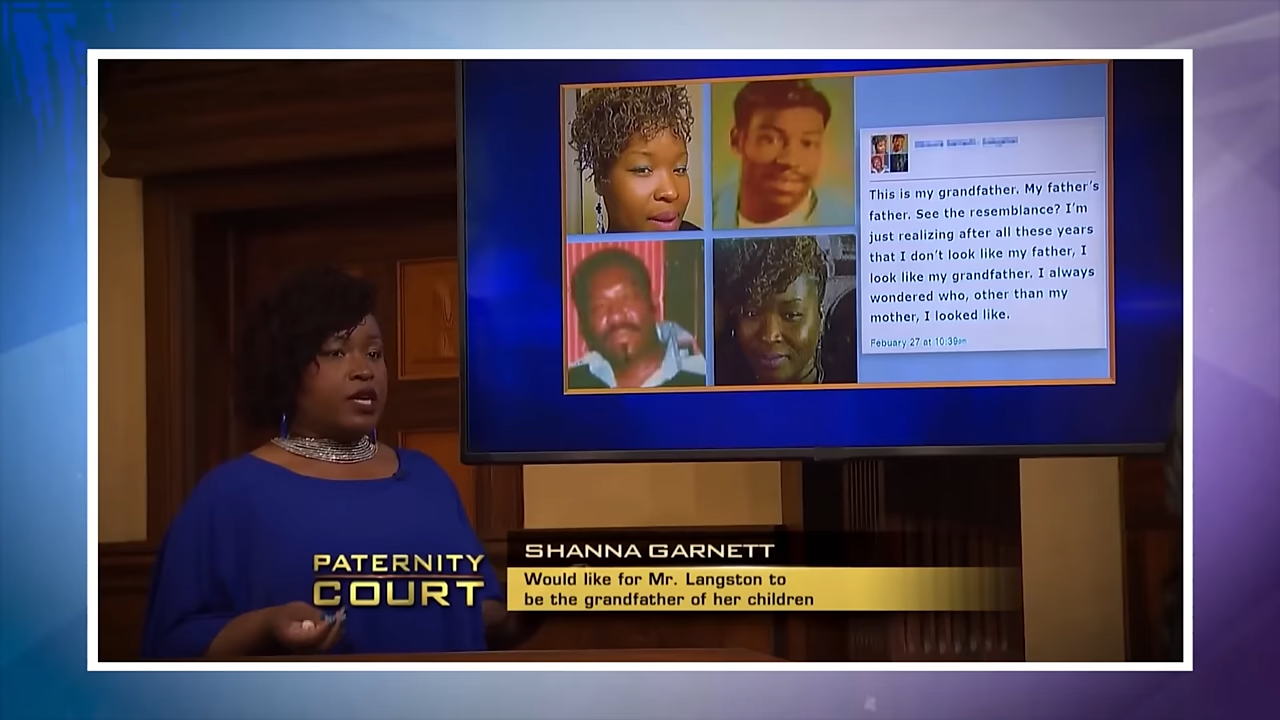 This is my grandfather. My father's
father. See the resemblance? I'm
just realizing after all these years
that I don't look like my father, I
look like my grandfather. I always
wondered who, other than my
mother, I looked like.
Febuary 27 at 10:39pm
PATERNITY
COURT
SHANNA GARNETT
Would like for Mr. Langston to
be the grandfather of her children